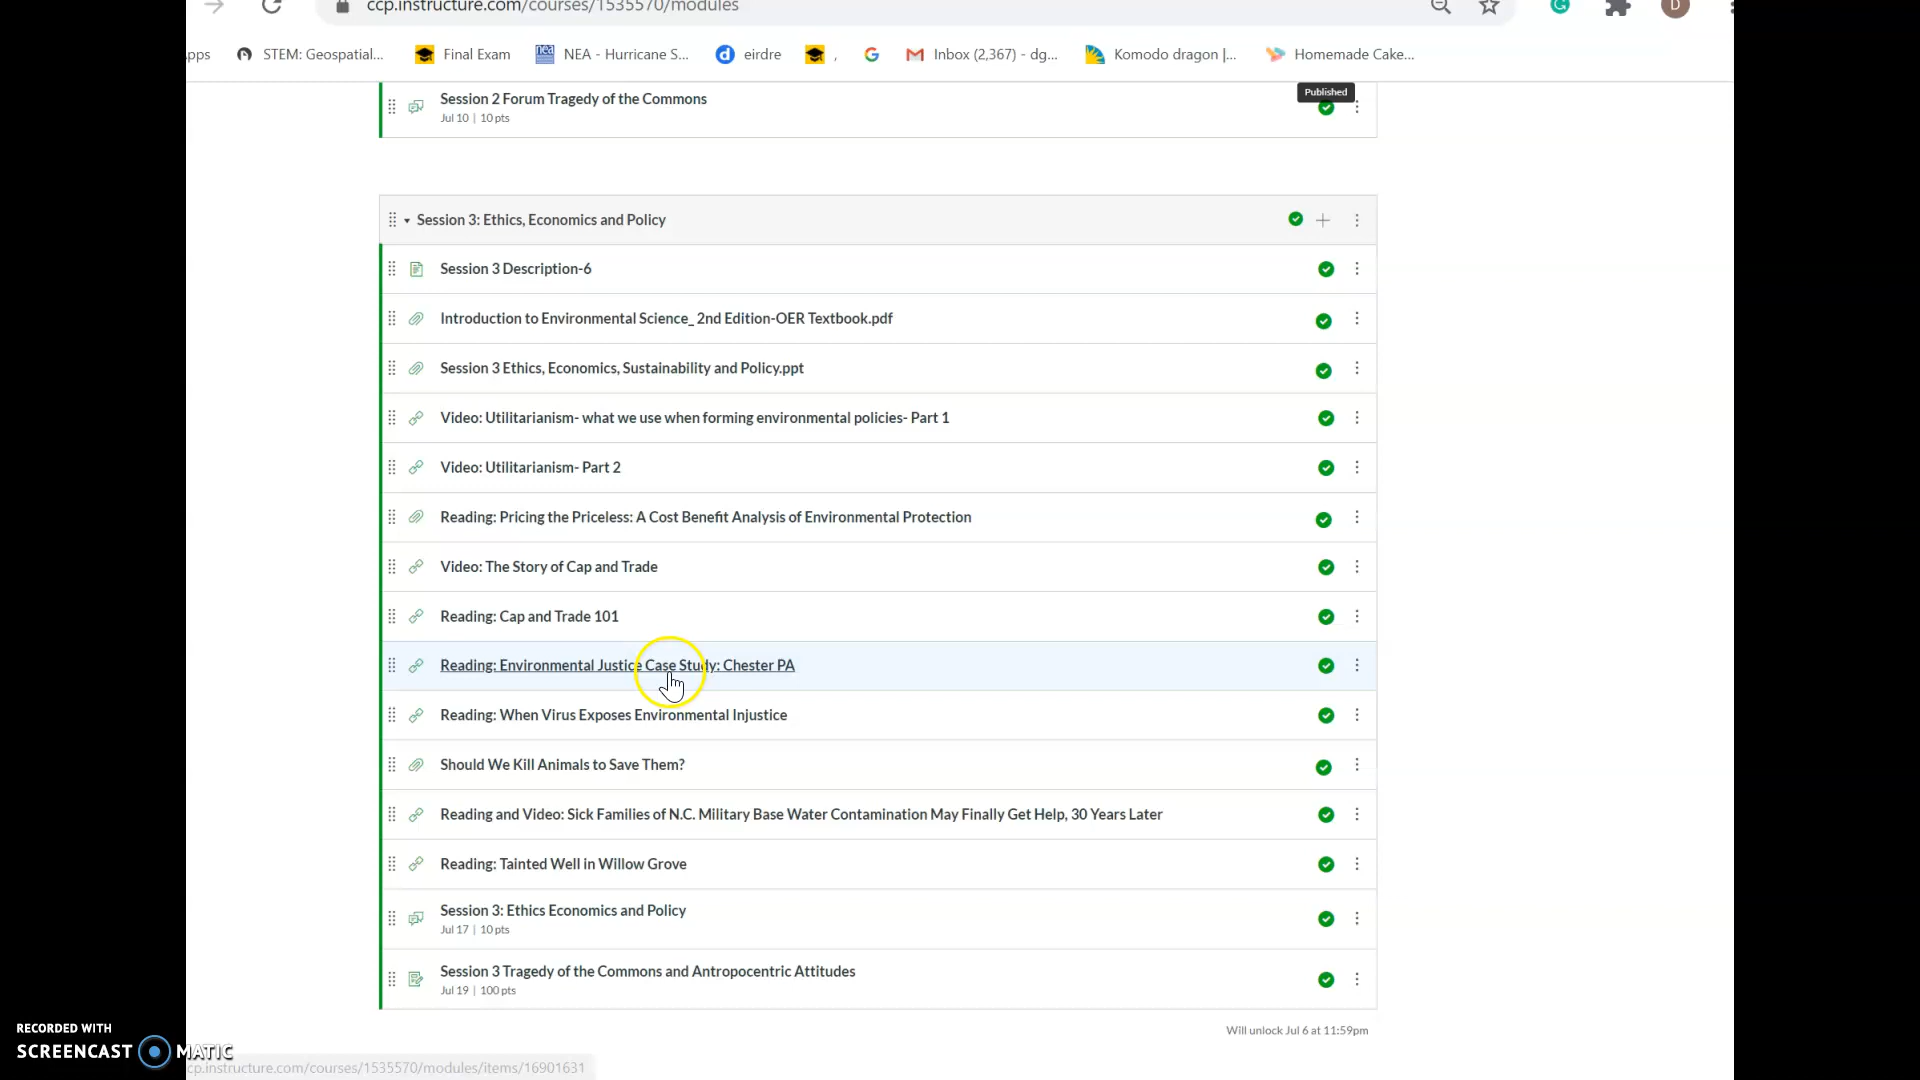 ccp.instructure.com/courses/1535570/modules
pps
STEM: Geospatial...
Final Exam
nea
NEA - Hurricane S...
d
eirdre
,
Inbox (2,367) - dg...
Komodo dragon |...
Homemade Cake...
D
Session 2 Forum Tragedy of the Commons
Jul 10 | 10 pts
Published
Session 3: Ethics, Economics and Policy
Session 3 Description-6
Introduction to Environmental Science_ 2nd Edition-OER Textbook.pdf
Session 3 Ethics, Economics, Sustainability and Policy.ppt
Video: Utilitarianism- what we use when forming environmental policies- Part 1
Video: Utilitarianism- Part 2
Reading: Pricing the Priceless: A Cost Benefit Analysis of Environmental Protection
Video: The Story of Cap and Trade
Reading: Cap and Trade 101
Reading: Environmental Justice Case Study: Chester PA
Reading: When Virus Exposes Environmental Injustice
Should We Kill Animals to Save Them?
Reading and Video: Sick Families of N.C. Military Base Water Contamination May Finally Get Help, 30 Years Later
Reading: Tainted Well in Willow Grove
Session 3: Ethics Economics and Policy
Jul 17 | 10 pts
Session 3 Tragedy of the Commons and Antropocentric Attitudes
Jul 19 | 100 pts
Will unlock Jul 6 at 11:59pm
RECORDED WITH
SCREENCAST MATIC
cp.instructure.com/courses/1535570/modules/items/16901631